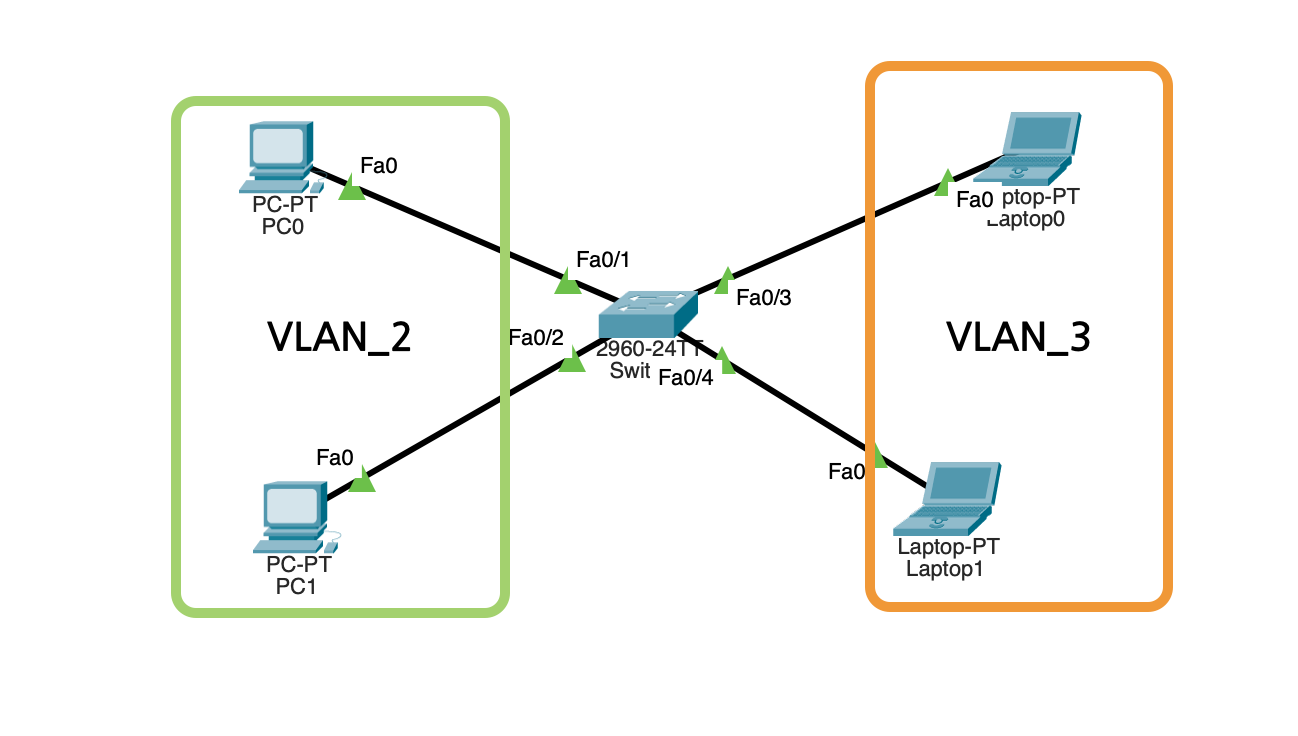 Fa0
PC-PT
PC0
Fa0/1
VLAN_2
Fa0/2
Fa0
PC-PT
PC1
2960-24TT
Swit
Fa0/3
Fa0/4
Fa0
ptop-PT
Laptop0
VLAN_3
Fa0
Laptop-PT
Laptop1